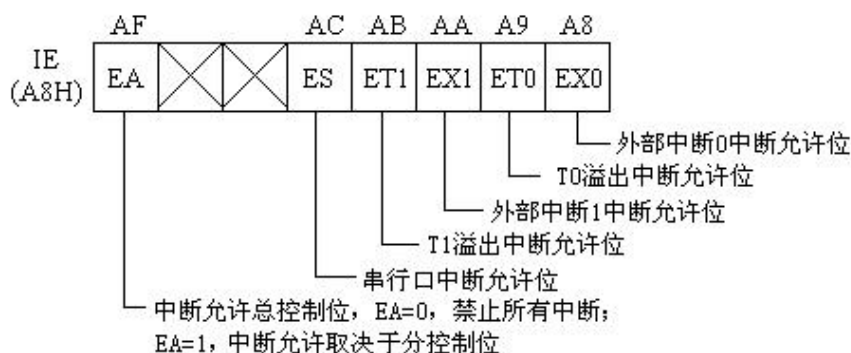 AF AC AB AA A9 A8
IE
(A8H)
EA ES ET1 EX1 ET0 EX0
外部中断0中断允许位
T0溢出中断允许位
外部中断1中断允许位
T1溢出中断允许位
串行口中断允许位
中断允许总控制位，EA=0，禁止所有中断；
EA=1，中断允许取决于分控制位